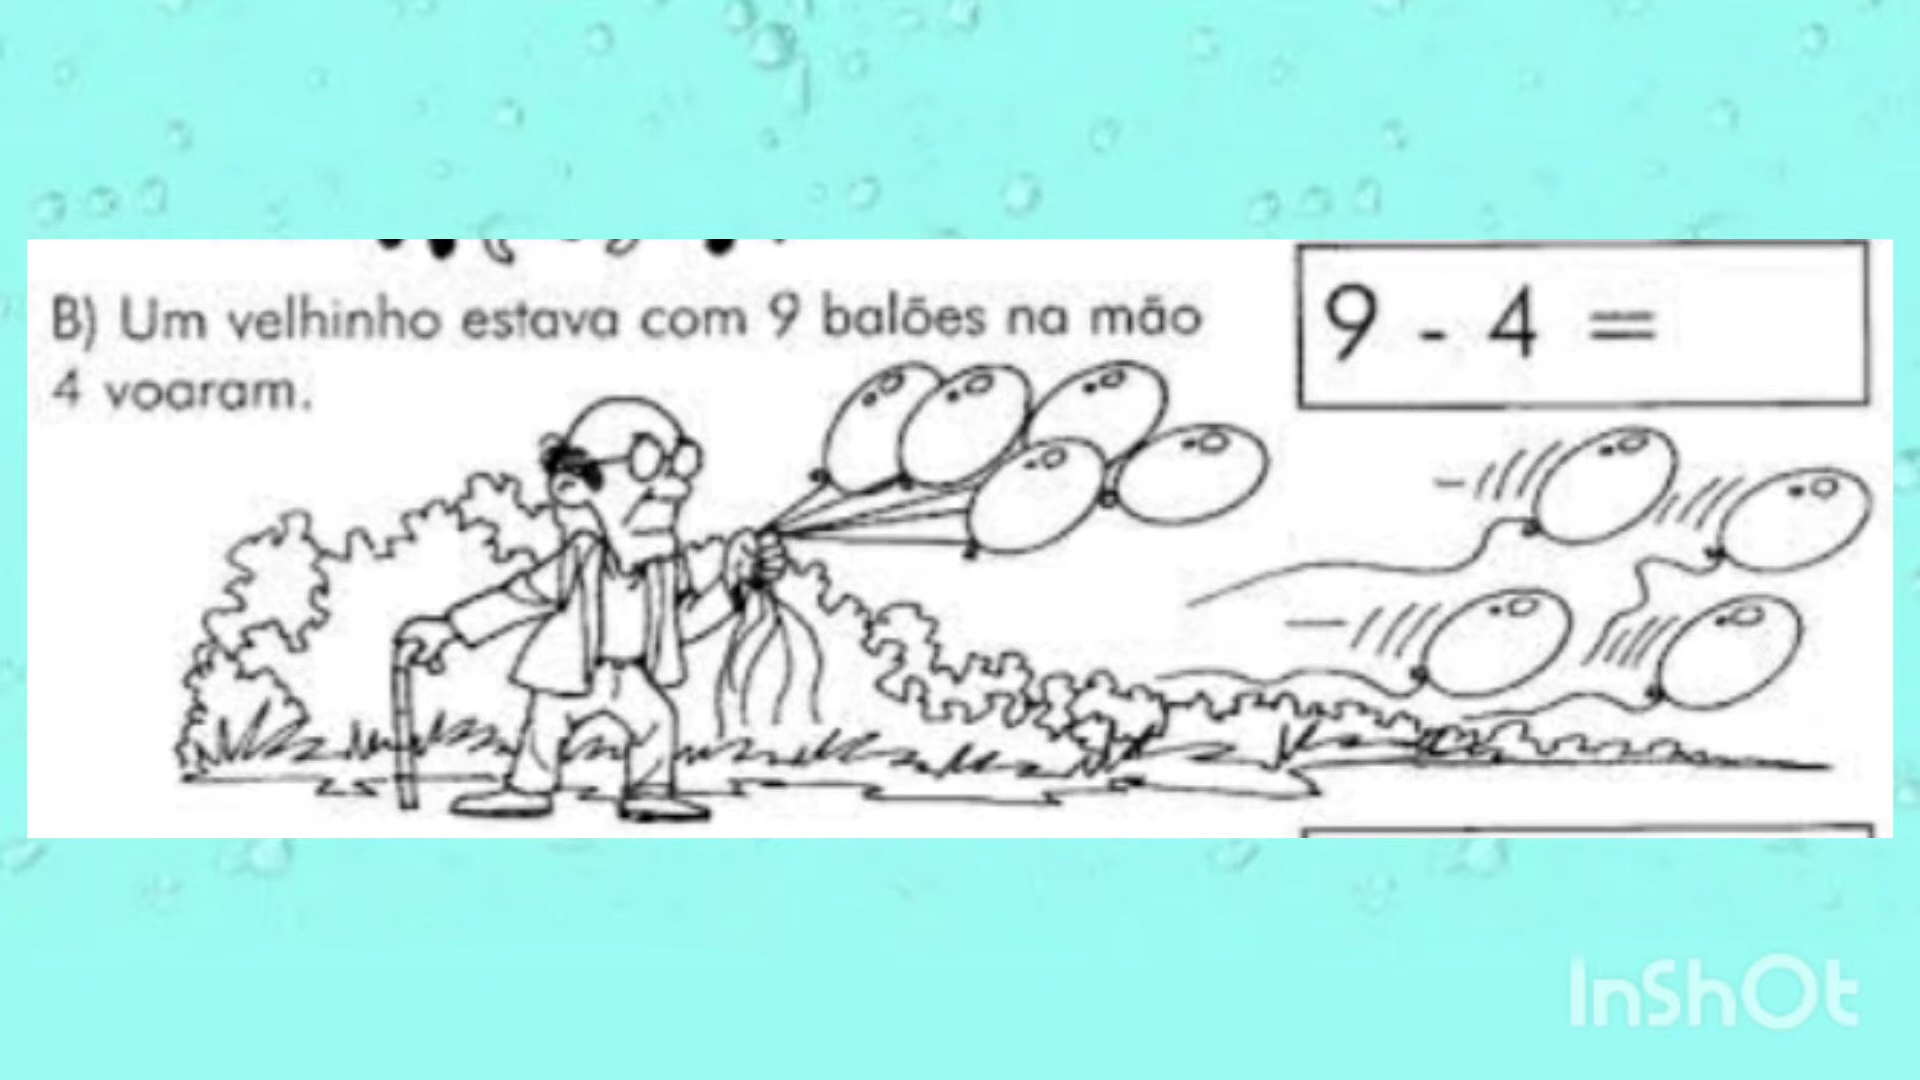 B) Um velhinho estava com 9 balões na mão
4 voaram.
9 - 4 =
InShOt